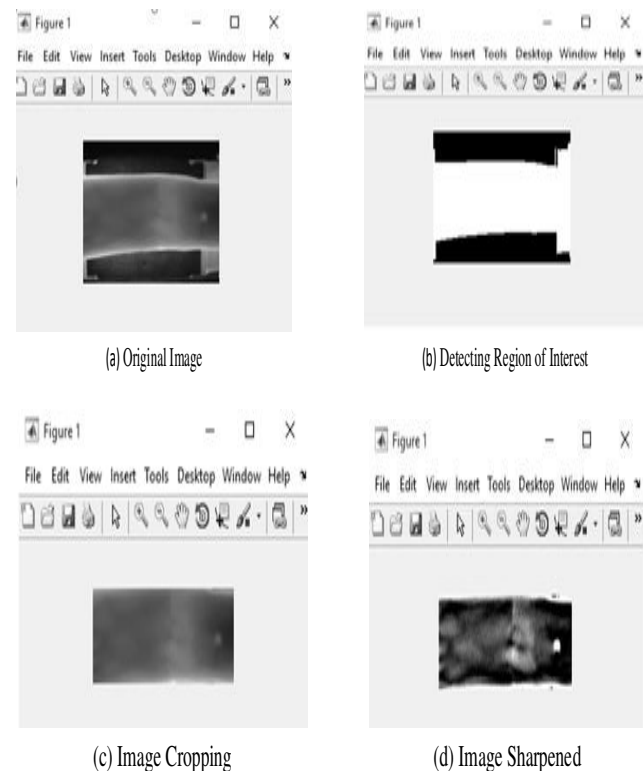 Figure 1
File Edit View Insert Tools Desktop Window Help
(a) Original Image
Figure 1
File Edit View Insert Tools Desktop Window Help
(b) Detecting Region of Interest
Figure 1
File Edit View Insert Tools Desktop Window Help
(c) Image Cropping
Figure 1
File Edit View Insert Tools Desktop Window Help
(d) Image Sharpened